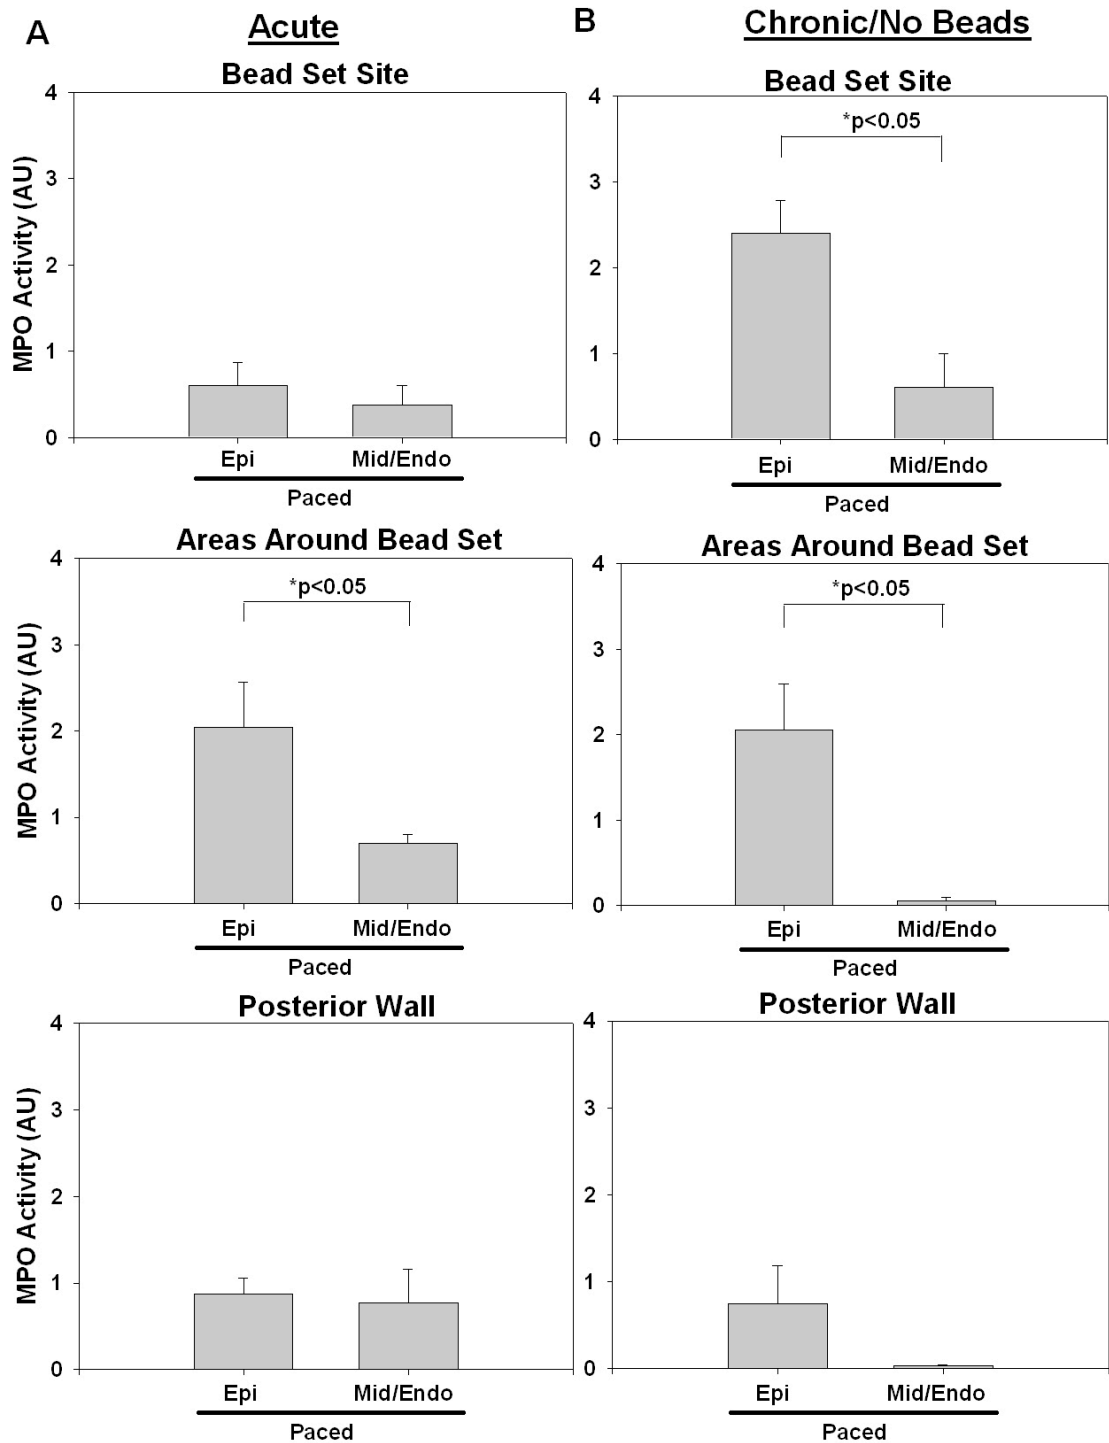 A
Acute
Bead Set Site
MPO Activity (AU)
4
3
2
1
0
Epi Mid/Endo
Paced
Areas Around Bead Set
MPO Activity (AU)
4
3
2
1
0
*p<0.05
Epi Mid/Endo
Paced
Posterior Wall
MPO Activity (AU)
4
3
2
1
0
Epi Mid/Endo
Paced
B
Chronic/No Beads
Bead Set Site
4
3
2
1
0
*p<0.05
Epi Mid/Endo
Paced
Areas Around Bead Set
4
3
2
1
0
*p<0.05
Epi Mid/Endo
Paced
Posterior Wall
4
3
2
1
0
Epi Mid/Endo
Paced